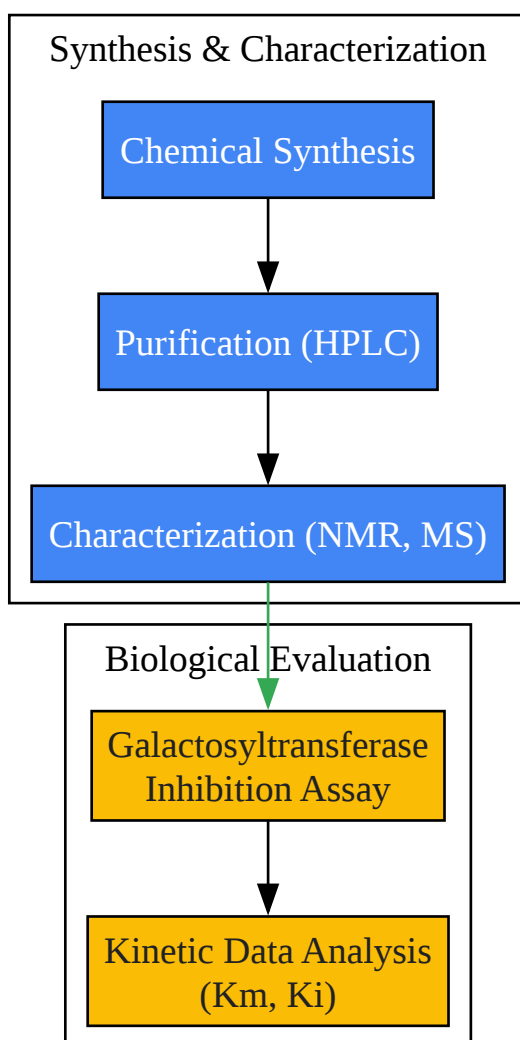 Synthesis & Characterization
Chemical Synthesis
Purification (HPLC)
Characterization (NMR, MS)
Biological Evaluation
Galactosyltransferase
Inhibition Assay
Kinetic Data Analysis
(Km, Ki)